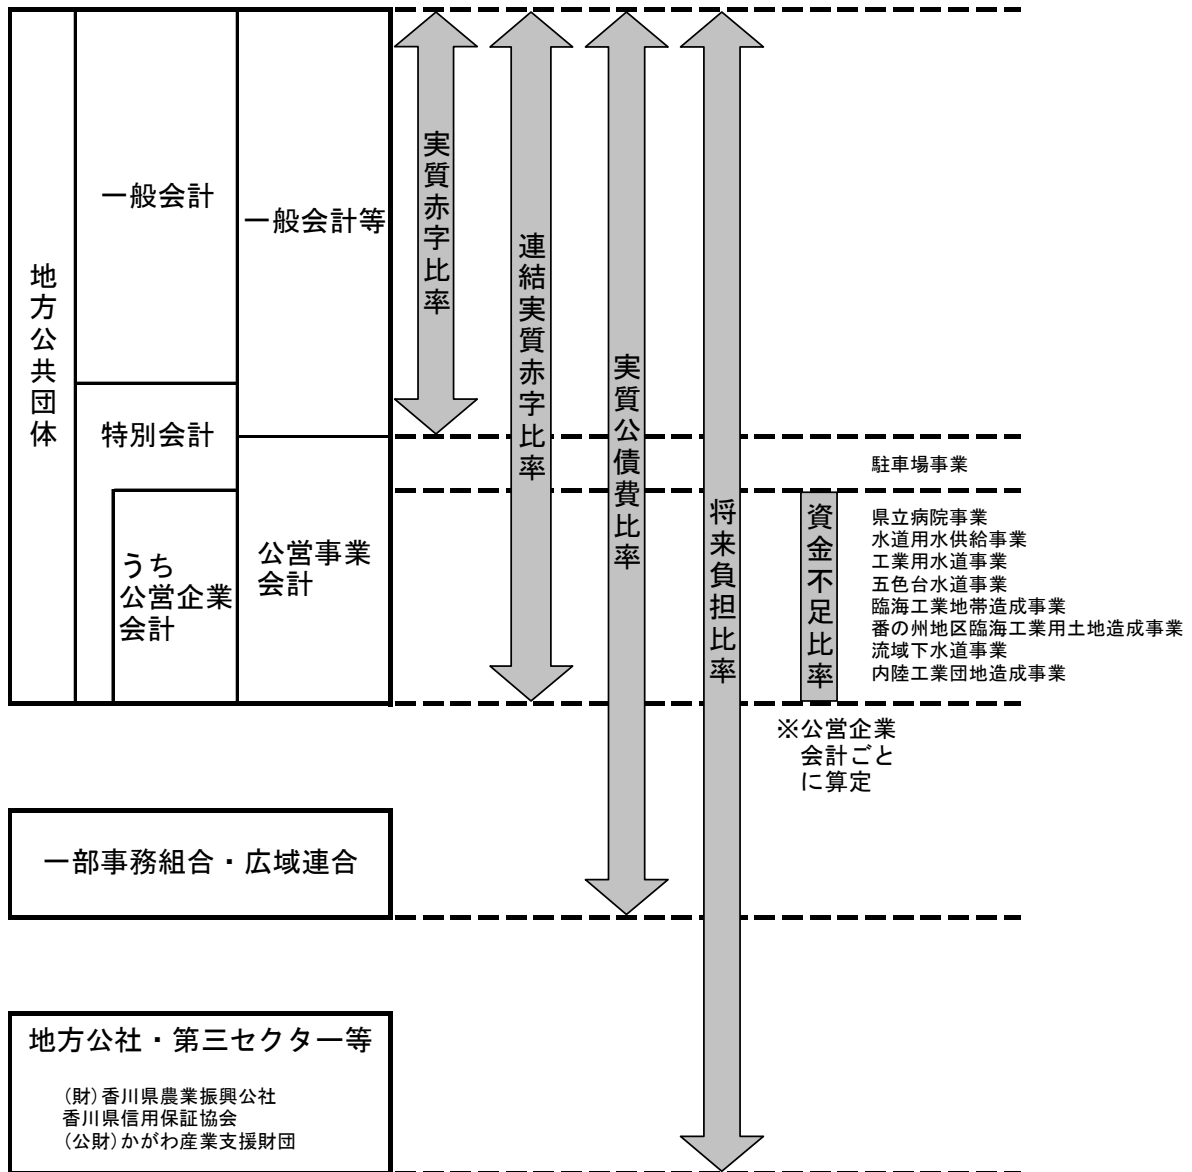 地方公共団体
一般会計
特別会計
うち
公営企業
会計
一般会計等
公営事業
会計
実質赤字比率
連結実質赤字比率
実質公債費比率
将来負担比率
資金不足比率
駐車場事業
県立病院事業
水道用水供給事業
工業用水道事業
五色台水道事業
臨海工業地帯造成事業
番の州地区臨海工業用土地造成事業
流域下水道事業
内陸工業団地造成事業
※公営企業
会計ごと
に算定
一部事務組合・広域連合
地方公社・第三セクター等
(財)香川県農業振興公社
香川県信用保証協会
(公財)かがわ産業支援財団